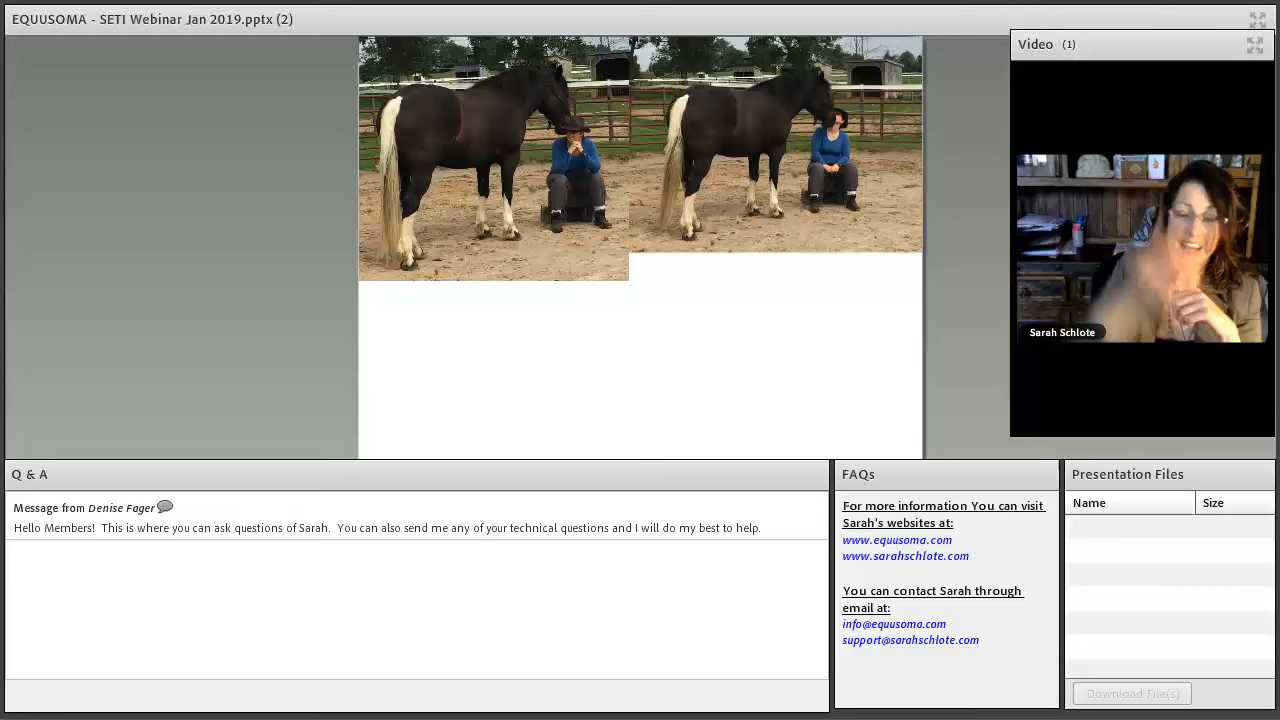 EQUUSOMA - SETI Webinar Jan 2019.pptx (2)
Video (1)
Sarah Schlote
Q & A
Message from Denise Fager
Hello Members! This is where you can ask questions of Sarah. You can also send me any of your technical questions and I will do my best to help.
FAQs
For more information You can visit
Sarah's websites at:
www.equusoma.com
www.sarahschlote.com
You can contact Sarah through
email at:
info@equusoma.com
support@sarahschlote.com
Presentation Files
Name Size
Download File(s)